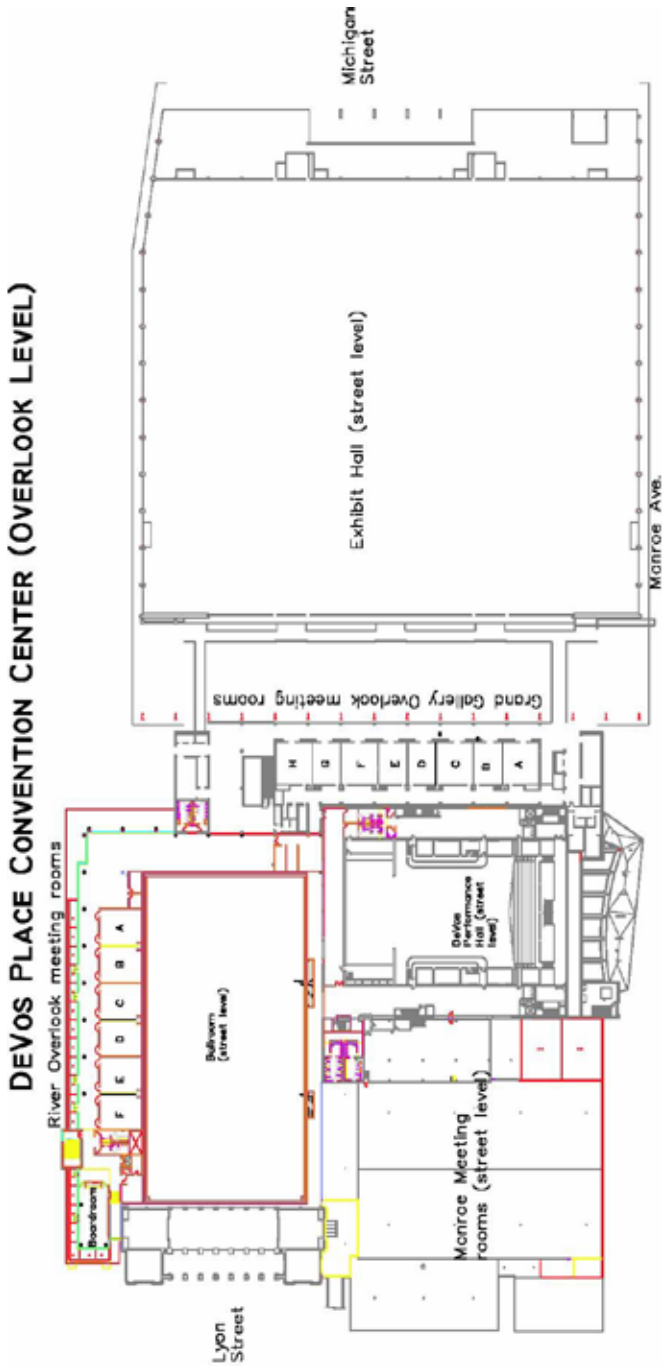 DEVOS PLACE CONVENTION CENTER (OVERLOOK LEVEL)
River Overlook meeting rooms
Boardroom
F
E
D
C
B
A
Ballroom
(street level)
Lyon
Street
Grand Gallery Overlook meeting rooms
H
G
F
E
D
C
B
A
DeVos
Performance
Hall (street
level)
Monroe Meeting
rooms (street level)
Exhibit Hall (street level)
Michigan
Street
Monroe Ave.